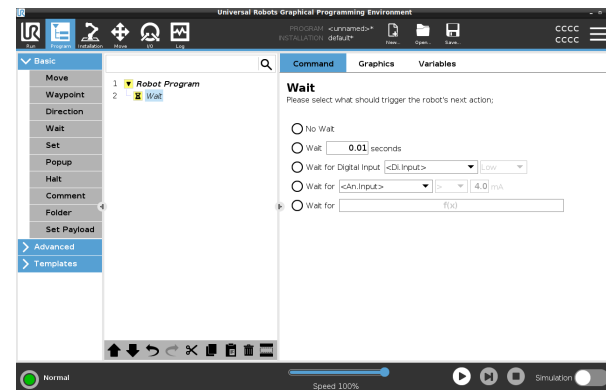 Universal Robots Graphical Programming Environment
UR
Run
Program
Installation
Move
I/O
Log
PROGRAM <unnamed>*
INSTALLATION default*
New...
Open...
Save...
CCCC
CCCC
Basic
Move
Waypoint
Direction
Wait
Set
Popup
Halt
Comment
Folder
Set Payload
Advanced
Templates
1 Robot Program
2 Wait
Command Graphics Variables
Wait
Please select what should trigger the robot's next action;
No Wait
Wait 0.01 seconds
Wait for Digital Input <Di.Input> Low
Wait for <An.Input> > 4.0 mA
Wait for f(x)
Normal
Speed 100%
Simulation